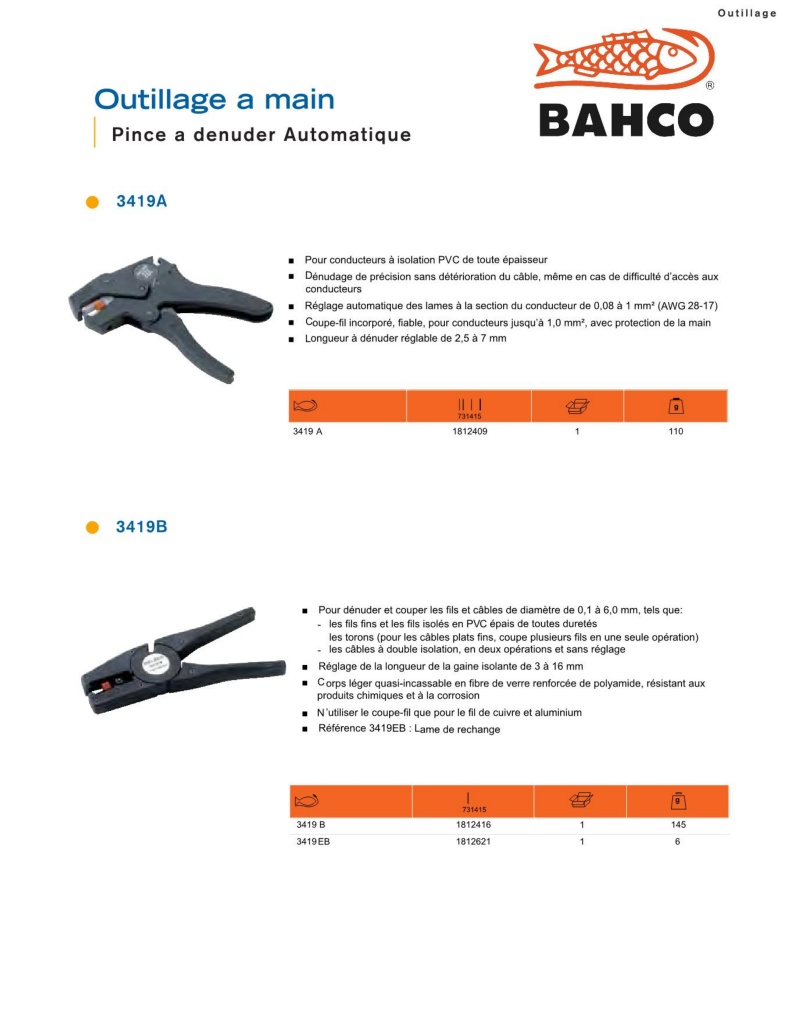 Outillage
BAHCO
®
Outillage a main
Pince a denuder Automatique
3419A
Pour conducteurs à isolation PVC de toute épaisseur
Dénudage de précision sans détérioration du câble, même en cas de difficulté d'accès aux
conducteurs
Réglage automatique des lames à la section du conducteur de 0,08 à 1 mm² (AWG 28-17)
Coupe-fil incorporé, fiable, pour conducteurs jusqu'à 1,0 mm², avec protection de la main
Longueur à dénuder réglable de 2,5 à 7 mm
731415 g
3419 A 1812409 1 110
3419B
Pour dénuder et couper les fils et câbles de diamètre de 0,1 à 6,0 mm, tels que:
- les fils fins et les fils isolés en PVC épais de toutes duretés
les torons (pour les câbles plats fins, coupe plusieurs fils en une seule opération)
- les câbles à double isolation, en deux opérations et sans réglage
Réglage de la longueur de la gaine isolante de 3 à 16 mm
Corps léger quasi-incassable en fibre de verre renforcée de polyamide, résistant aux
produits chimiques et à la corrosion
N'utiliser le coupe-fil que pour le fil de cuivre et aluminium
Référence 3419EB : Lame de rechange
731415 g
3419 B 1812416 1 145
3419EB 1812621 1 6